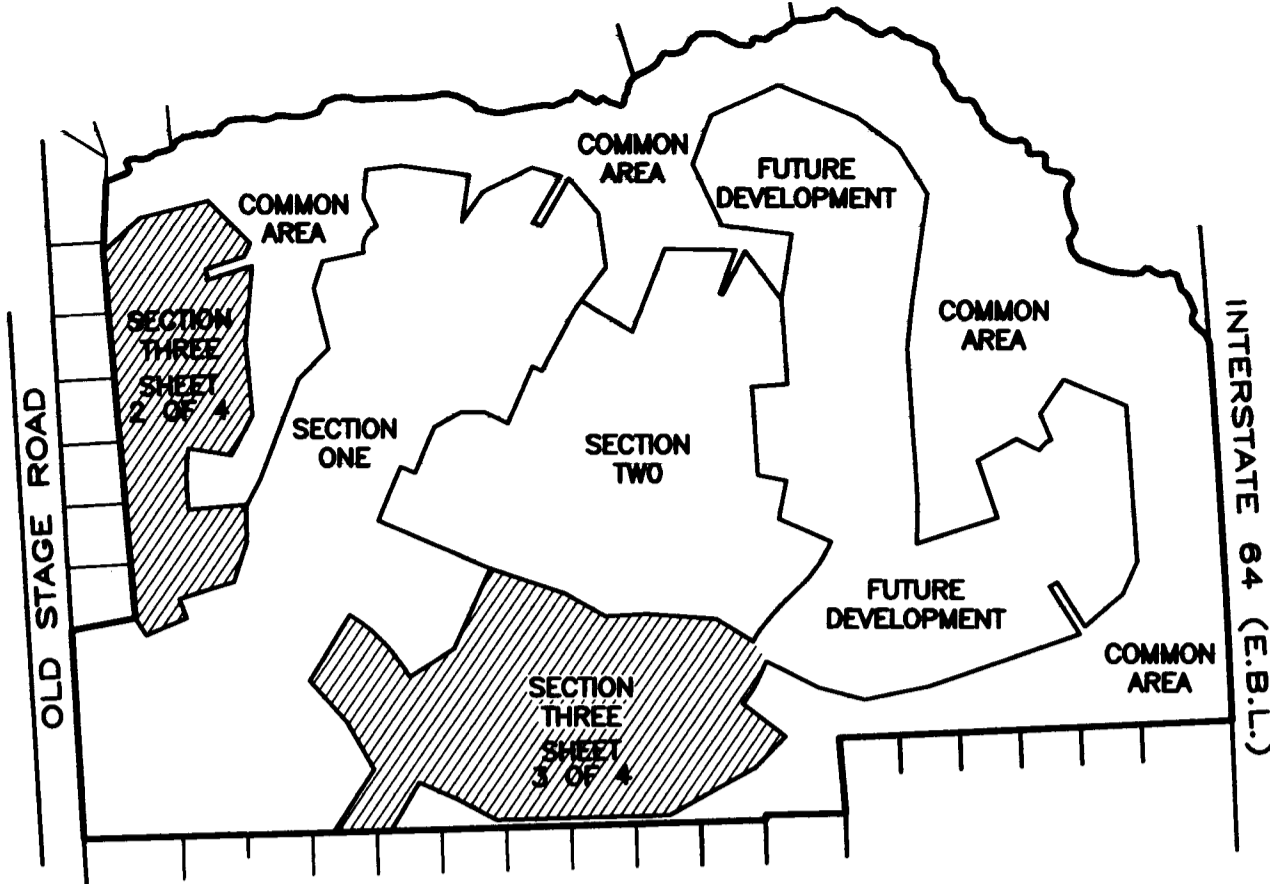 COMMON
AREA
FUTURE
DEVELOPMENT
COMMON
AREA
SECTION
THREE
SHEET
2 OF 4
COMMON
AREA
SECTION
ONE
SECTION
TWO
OLD STAGE ROAD
INTERSTATE 64 (E.B.L.)
FUTURE
DEVELOPMENT
COMMON
AREA
SECTION
THREE
SHEET
3 OF 4